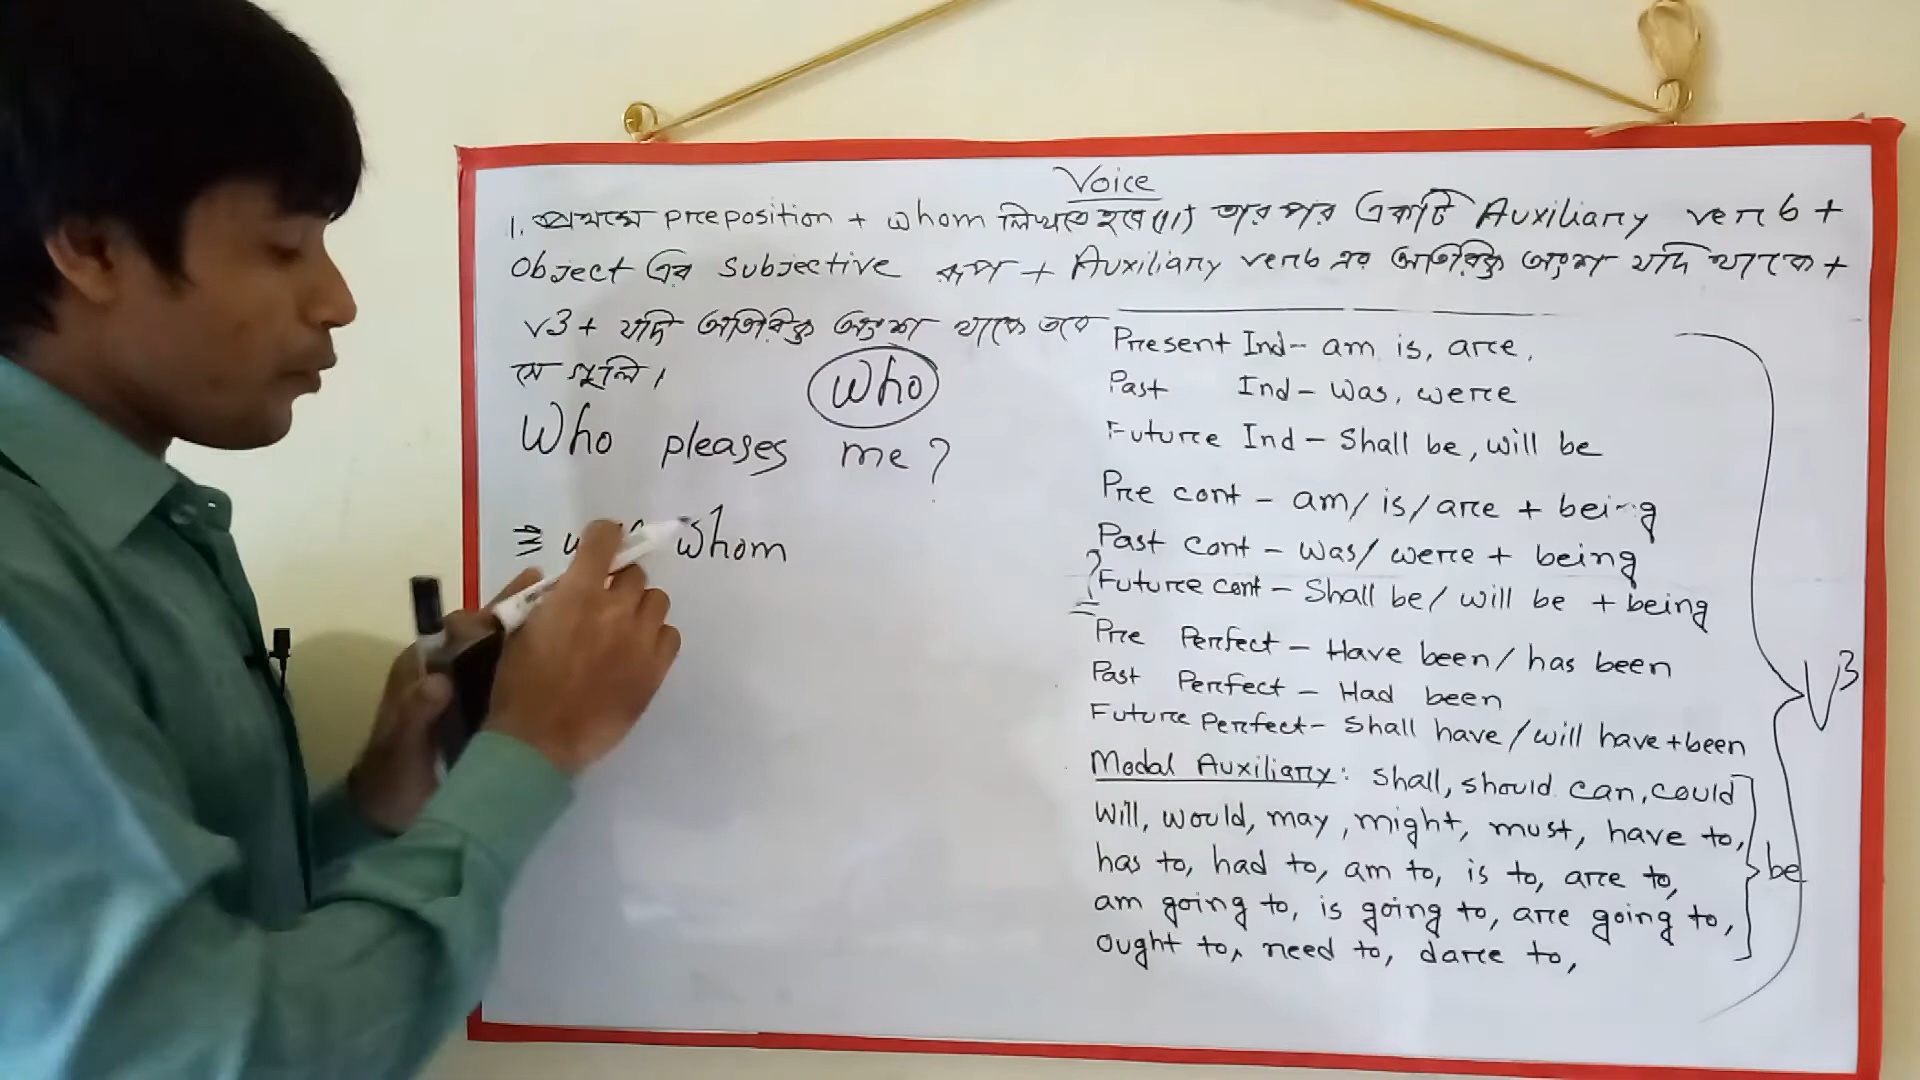 Voice
1. প্রথমে preposition + whom লিখতে হবে (।।) তার পর একটি Auxiliary verb +
Object এর Subjective রূপ + Auxiliary verb এর অতিরিক্ত অংশ যদি থাকে +
V3 + যদি অতিরিক্ত অংশ থাকে তবে
সে গুলি।
Who
Who pleases me?
whom
Present Ind - am is, are,
Past Ind - was, were
Future Ind - Shall be, will be
Pre cont - am/ is/ are + being
Past cont - was/ were + being
Future cont - Shall be/ will be + being
Pre Perfect - Have been/ has been
Past Perfect - Had been
Future Perfect - Shall have / will have + been
Modal Auxiliary: Shall, should can, could
will, would, may, might, must, have to,
has to, had to, am to, is to, are to,
am going to, is going to, are going to,
ought to, need to, dare to,
be
V3